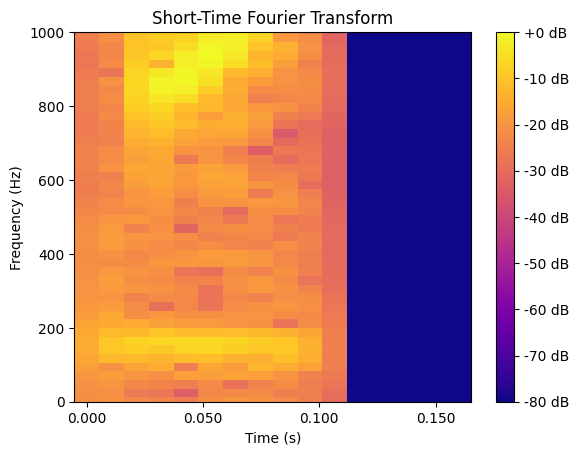 Short-Time Fourier Transform
1000
800
600
400
200
0
Frequency (Hz)
0.000
0.050
0.100
0.150
Time (s)
+0 dB
-10 dB
-20 dB
-30 dB
-40 dB
-50 dB
-60 dB
-70 dB
-80 dB